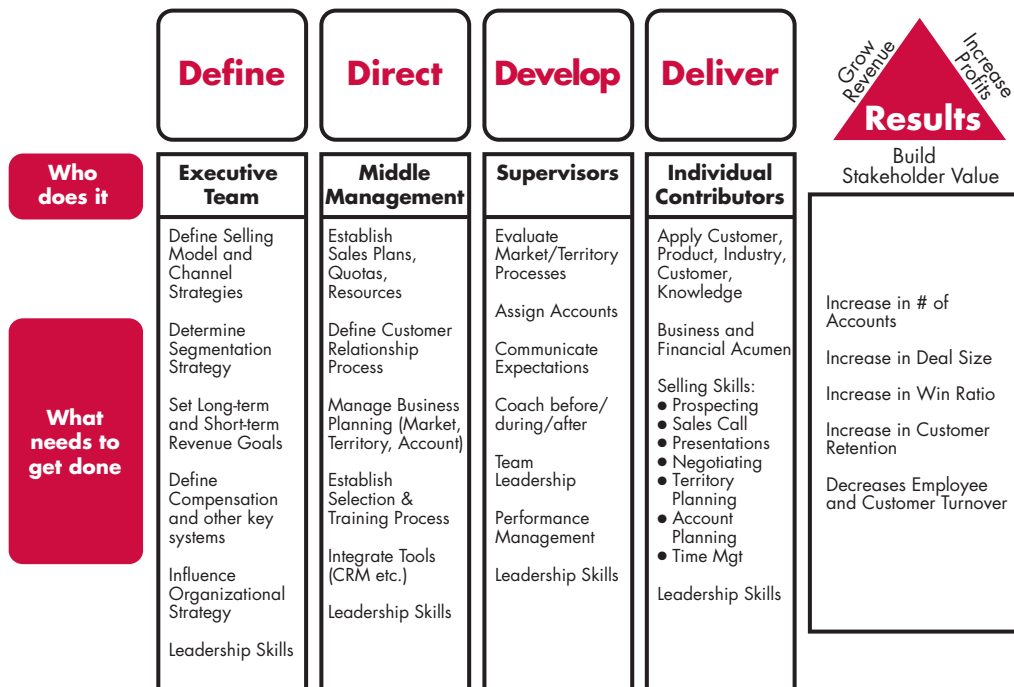 Define
Direct
Develop
Deliver
Grow
Revenue
Increase
Profits
Results
Build
Stakeholder Value
Who
does it
Executive
Team
Middle
Management
Supervisors
Individual
Contributors
What
needs to
get done
Define Selling
Model and
Channel
Strategies
Determine
Segmentation
Strategy
Set Long-term
and Short-term
Revenue Goals
Define
Compensation
and other key
systems
Influence
Organizational
Strategy
Leadership Skills
Establish
Sales Plans,
Quotas,
Resources
Define Customer
Relationship
Process
Manage Business
Planning (Market,
Territory, Account)
Establish
Selection &
Training Process
Integrate Tools
(CRM etc.)
Leadership Skills
Evaluate
Market/Territory
Processes
Assign Accounts
Communicate
Expectations
Coach before/
during/after
Team
Leadership
Performance
Management
Leadership Skills
Apply Customer,
Product, Industry,
Customer,
Knowledge
Business and
Financial Acumen
Selling Skills:
● Prospecting
● Sales Call
● Presentations
● Negotiating
● Territory
Planning
● Account
Planning
● Time Mgt
Leadership Skills
Increase in # of
Accounts
Increase in Deal Size
Increase in Win Ratio
Increase in Customer
Retention
Decreases Employee
and Customer Turnover